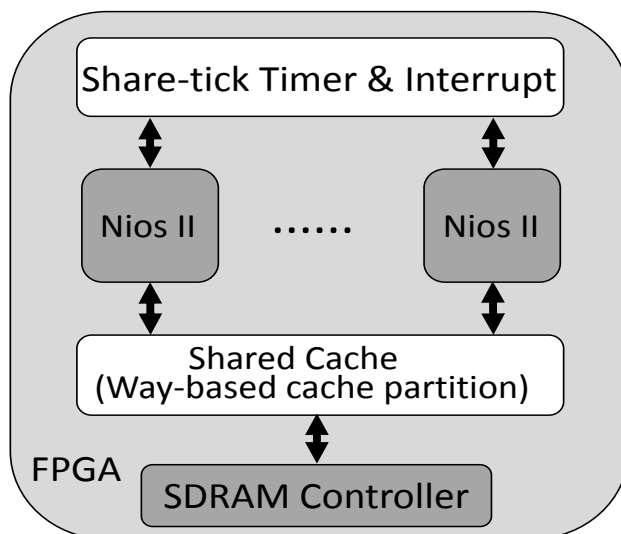 Share-tick Timer & Interrupt
Nios II ...... Nios II
Shared Cache
(Way-based cache partition)
FPGA
SDRAM Controller